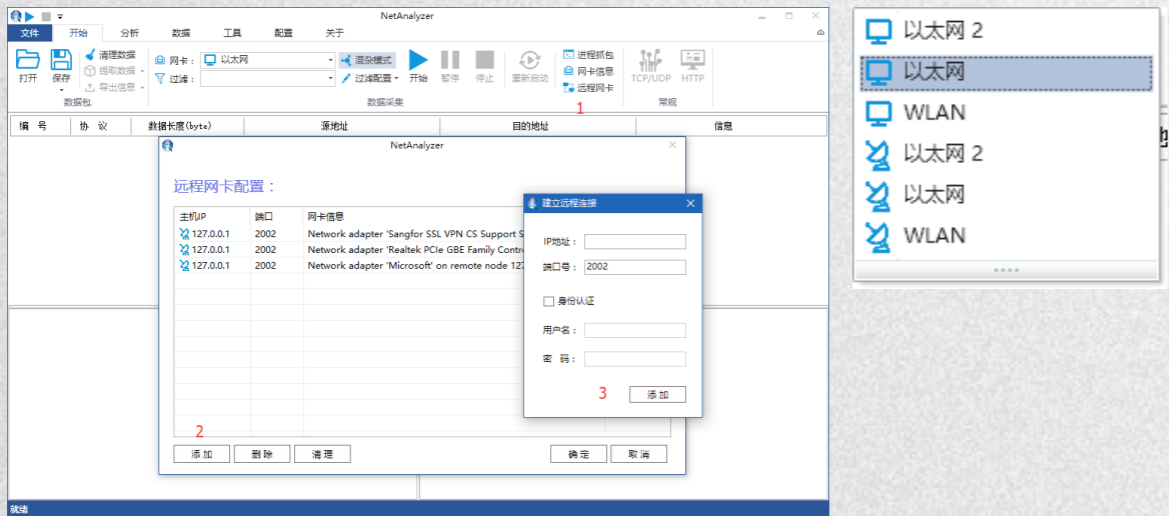 NetAnalyzer
文件 开始 分析 数据 工具 配置 关于
打开 保存 清理数据 提取数据 导出信息
数据包
网卡： 以太网 混杂模式
过滤： 过滤配置 开始 暂停 停止 重新启动
数据采集
进程抓包
网卡信息
远程网卡
1
TCP/UDP HTTP
常规
编 号 协 议 数据长度(byte) 源地址 目的地址 信息
NetAnalyzer
远程网卡配置：
主机IP 端口 网卡信息
127.0.0.1 2002 Network adapter 'Sangfor SSL VPN CS Support S
127.0.0.1 2002 Network adapter 'Realtek PCIe GBE Family Contr
127.0.0.1 2002 Network adapter 'Microsoft' on remote node 127
2
添加 删除 清理 确定 取消
建立远程连接
IP地址：
端口号： 2002
身份认证
用户名：
密 码：
3 添加
就绪
以太网 2
以太网
WLAN
以太网 2
以太网
WLAN